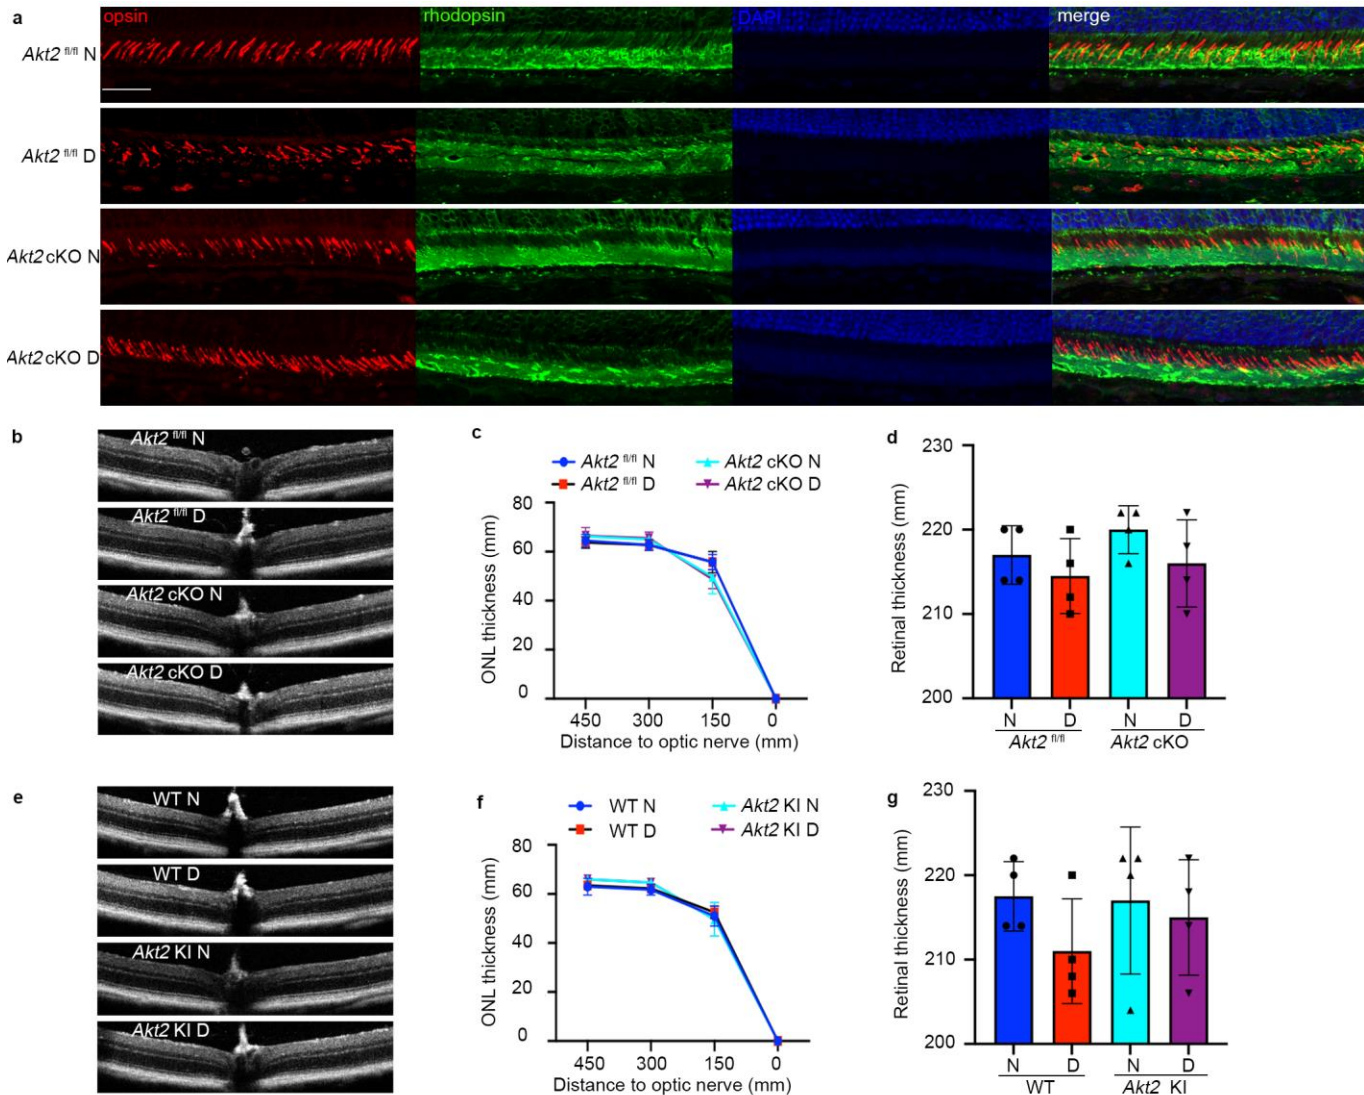 a
opsin rhodopsin DAPI merge
Akt2 fl/fl N
Akt2 fl/fl D
Akt2 cKO N
Akt2 cKO D
b
Akt2 fl/fl N
Akt2 fl/fl D
Akt2 cKO N
Akt2 cKO D
c
Akt2 fl/fl N Akt2 cKO N
Akt2 fl/fl D Akt2 cKO D
ONL thickness (mm)
80
60
40
20
0
450 300 150 0
Distance to optic nerve (mm)
d
Retinal thickness (mm)
230
220
210
200
N D N D
Akt2 fl/fl Akt2 cKO
e
WT N
WT D
Akt2 KI N
Akt2 KI D
f
WT N Akt2 KI N
WT D Akt2 KI D
ONL thickness (mm)
80
60
40
20
0
450 300 150 0
Distance to optic nerve (mm)
g
Retinal thickness (mm)
230
220
210
200
N D N D
WT Akt2 KI